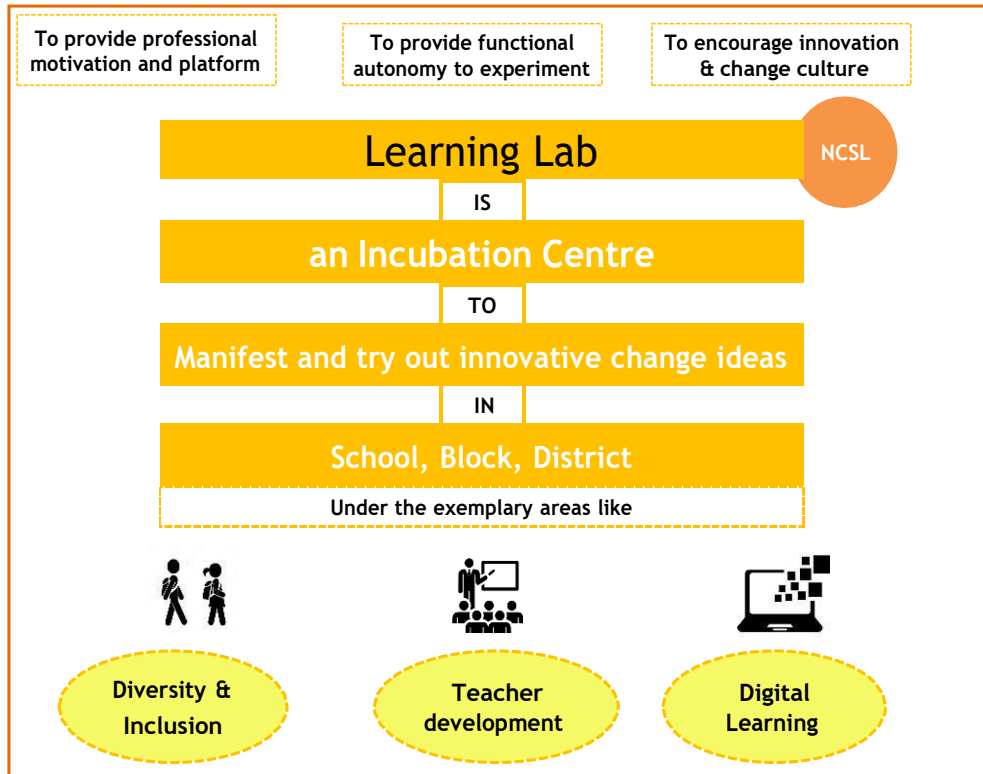 To provide professional
motivation and platform
To provide functional
autonomy to experiment
To encourage innovation
& change culture
Learning Lab
NCSL
IS
an Incubation Centre
TO
Manifest and try out innovative change ideas
IN
School, Block, District
Under the exemplary areas like
Diversity &
Inclusion
Teacher
development
Digital
Learning